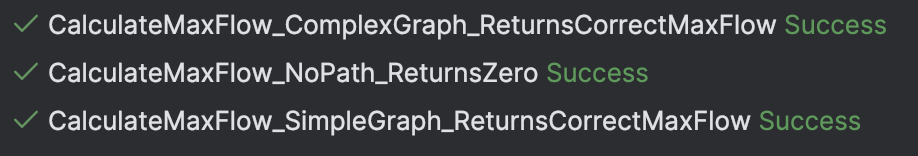 CalculateMaxFlow_ComplexGraph_ReturnsCorrectMaxFlow Success
CalculateMaxFlow_NoPath_ReturnsZero Success
CalculateMaxFlow_SimpleGraph_ReturnsCorrectMaxFlow Success